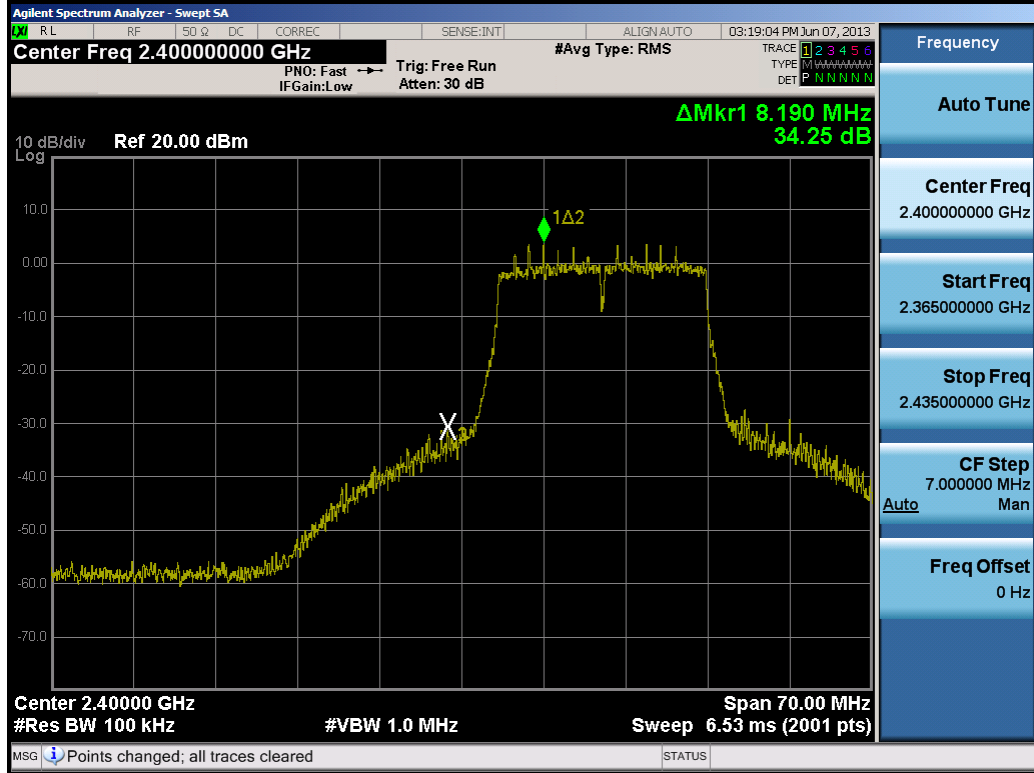 Agilent Spectrum Analyzer - Swept SA
LXI RL RF 50 Ω DC CORREC SENSE:INT ALIGN AUTO 03:19:04 PM Jun 07, 2013
Center Freq 2.400000000 GHz
PNO: Fast
IFGain:Low
Trig: Free Run
Atten: 30 dB
#Avg Type: RMS
TRACE 1 2 3 4 5 6
TYPE M WWWWW
DET P N N N N N
ΔMkr1 8.190 MHz
34.25 dB
10 dB/div Ref 20.00 dBm
Log
10.0
0.00
-10.0
-20.0
-30.0
-40.0
-50.0
-60.0
-70.0
1Δ2
X
Center 2.40000 GHz
Span 70.00 MHz
#Res BW 100 kHz
#VBW 1.0 MHz
Sweep 6.53 ms (2001 pts)
MSG Points changed; all traces cleared
STATUS
Frequency
Auto Tune
Center Freq
2.400000000 GHz
Start Freq
2.365000000 GHz
Stop Freq
2.435000000 GHz
CF Step
7.000000 MHz
Auto Man
Freq Offset
0 Hz